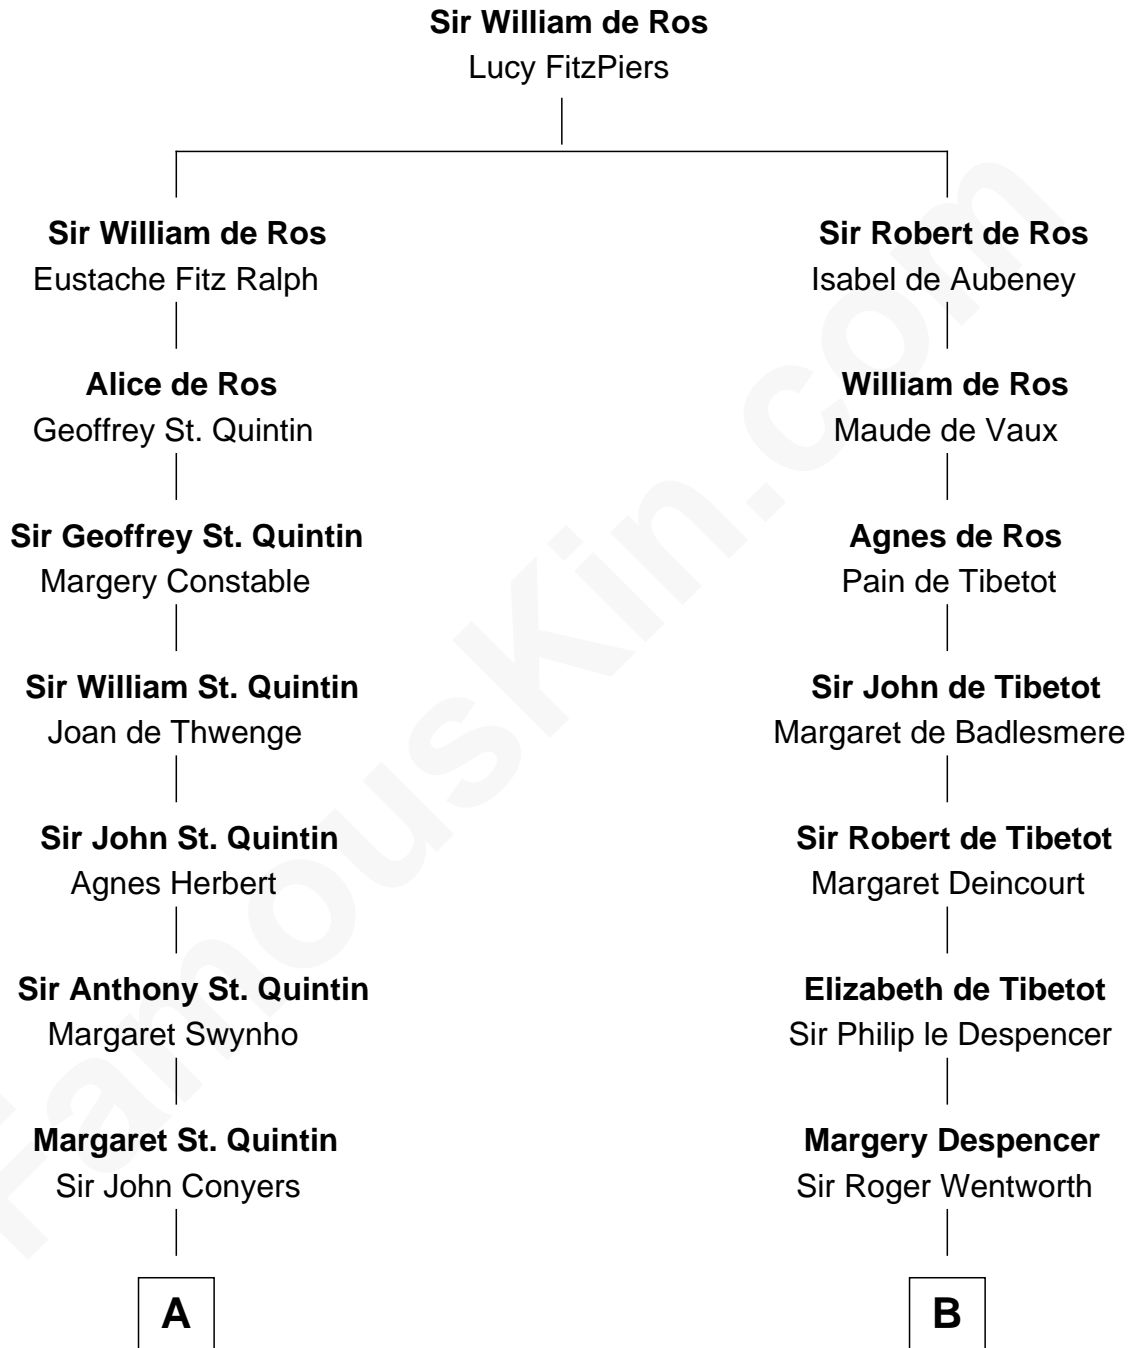 Sir William de Ros
Lucy FitzPiers
Sir William de Ros
Eustache Fitz Ralph
Sir Robert de Ros
Isabel de Aubeney
Alice de Ros
Geoffrey St. Quintin
William de Ros
Maude de Vaux
Sir Geoffrey St. Quintin
Margery Constable
Agnes de Ros
Pain de Tibetot
Sir William St. Quintin
Joan de Thwenge
Sir John de Tibetot
Margaret de Badlesmere
Sir John St. Quintin
Agnes Herbert
Sir Robert de Tibetot
Margaret Deincourt
Sir Anthony St. Quintin
Margaret Swynho
Elizabeth de Tibetot
Sir Philip le Despencer
Margaret St. Quintin
Sir John Conyers
Margery Despencer
Sir Roger Wentworth
A
B
FamousKin.com